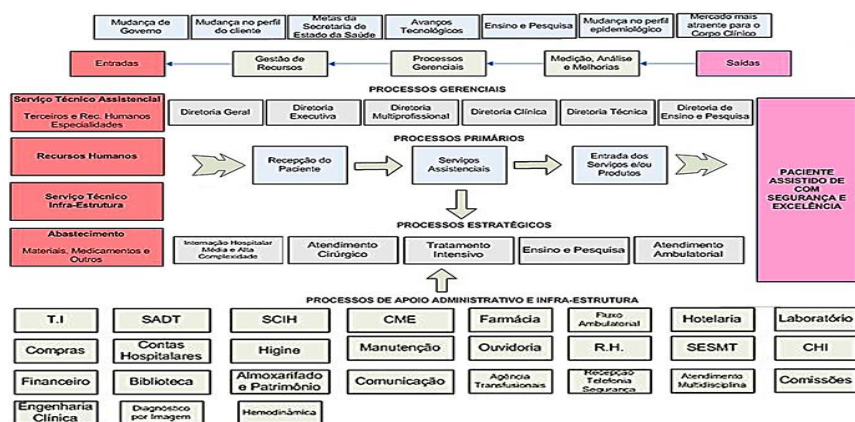 Mudança de
Governo
Mudança no perfil
do cliente
Metas da
Secretaria de
Estado da Saúde
Avanços
Tecnológicos
Ensino e Pesquisa
Mudança no perfil
epidemiológico
Mercado mais
atraente para o
Corpo Clínico
Entradas
Gestão de
Recursos
Processos
Gerenciais
Medição, Análise
e Melhorias
Saídas
PROCESSOS GERENCIAIS
Serviço Técnico Assistencial
Terceiros e Rec. Humanos
Especialidades
Diretoria Geral
Diretoria
Executiva
Diretoria
Multiprofissional
Diretoria Clínica
Diretoria Técnica
Diretoria de
Ensino e Pesquisa
PROCESSOS PRIMÁRIOS
Recursos Humanos
Recepção do
Paciente
Serviços
Assistenciais
Entrada dos
Serviços e/ou
Produtos
PACIENTE
ASSISTIDO DE
COM
SEGURANÇA E
EXCELÊNCIA
Serviço Técnico
Infra-Estrutura
PROCESSOS ESTRATÉGICOS
Abastecimento
Materiais, Medicamentos e
Outros
Internação Hospitalar
Média e Alta
Complexidade
Atendimento
Cirúrgico
Tratamento
Intensivo
Ensino e Pesquisa
Atendimento
Ambulatorial
PROCESSOS DE APOIO ADMINISTRATIVO E INFRA-ESTRUTURA
T.I
SADT
SCIH
CME
Farmácia
Fluxo
Ambulatorial
Hotelaria
Laboratório
Compras
Contas
Hospitalares
Higine
Manutenção
Ouvidoria
R.H.
SESMT
CHI
Financeiro
Biblioteca
Almoxarifado
e Patrimônio
Comunicação
Agência
Transfusionais
Recepção
Telefonia
Segurança
Atendimento
Multidisciplina
Comissões
Engenharia
Clínica
Diagnóstico
por Imagem
Hemodinâmica